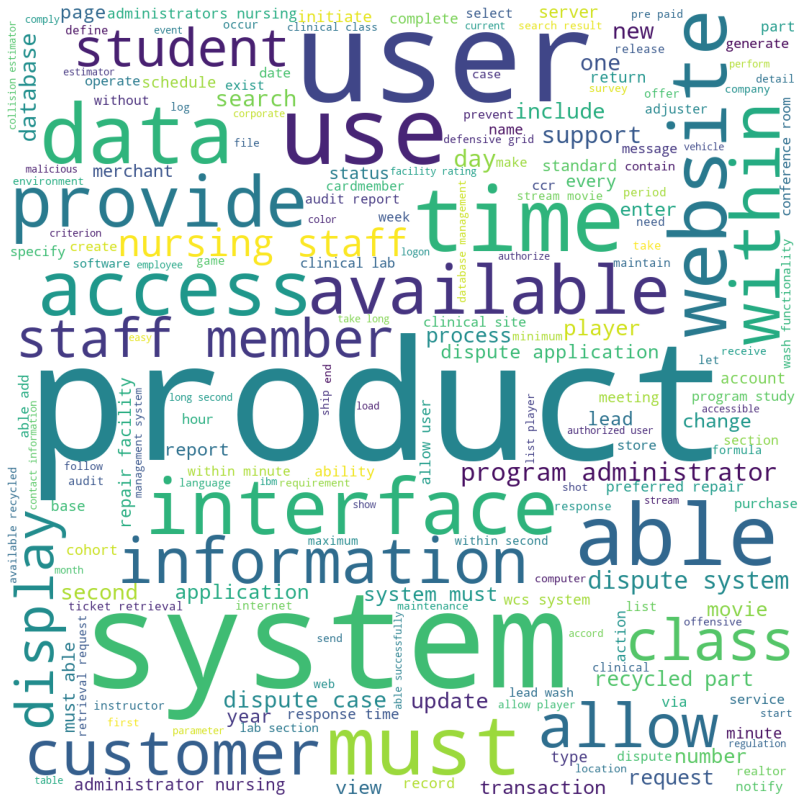 product
system
user
use
data
student
time
website
within
provide
access
available
able
interface
information
display
customer
must
allow
class
staff member
nursing staff
program administrator
dispute system
dispute case
dispute application
recycled part
application
system must
second
update
transaction
request
number
movie
view
year
response time
administrator nursing
record
type
minute
notify
realtor
service
via
list
action
wcs system
lead
change
report
process
player
support
include
day
search
database
page
administrators nursing
initiate
complete
server
new
one
return
select
generate
part
comply
define
occur
event
clinical class
current
search result
pre paid
release
perform
collision estimator
estimator
operate
schedule
exist
date
case
survey
offer
detail
company
without
corporate
log
file
prevent
defensive grid
name
adjuster
message
vehicle
conference room
malicious
merchant
status
facility rating
make
standard
contain
environment
audit report
cardmember
ccr
every
period
criterion
color
week
stream movie
enter
need
specify
create
logon
database management
take
software
employee
game
clinical lab
authorize
maintain
wash functionality
easy
take long
clinical site
minimum
let
receive
able add
contact information
long second
ship end
load
meeting
account
program study
accessible
hour
allow user
list player
authorized user
store
section
formula
follow
audit
repair facility
management system
within minute
ability
language
ibm
requirement
shot
preferred repair
available recycled
base
show
response
stream
purchase
cohort
maximum
within second
month
ticket retrieval
internet
maintenance
computer
offensive
send
accord
must able
retrieval request
instructor
web
able successfully
lead wash
allow player
clinical
start
first
parameter
lab section
dispute
location
regulation
table